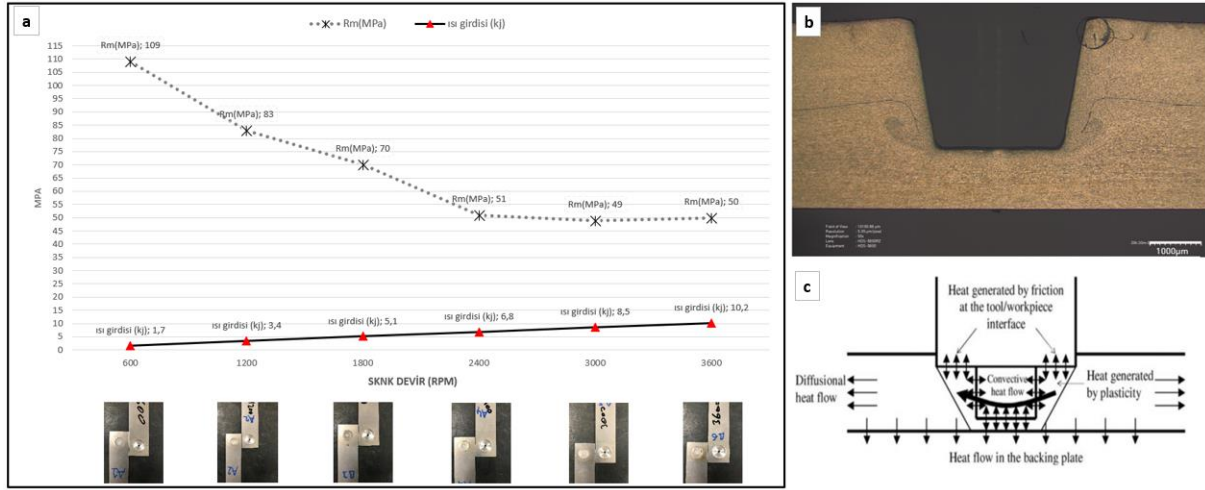 a
Rm(MPa)
ısı girdisi (kj)
MPA
115
110
105
100
95
90
85
80
75
70
65
60
55
50
45
40
35
30
25
20
15
10
5
0
Rm(MPa); 109
Rm(MPa); 83
Rm(MPa); 70
Rm(MPa); 51
Rm(MPa); 49
Rm(MPa); 50
ısı girdisi (kj); 1,7
ısı girdisi (kj); 3,4
ısı girdisi (kj); 5,1
ısı girdisi (kj); 6,8
ısı girdisi (kj); 8,5
ısı girdisi (kj); 10,2
600
1200
1800
2400
3000
3600
SKNK DEVİR (RPM)
A2
b
1000µm
c
Heat generated by friction
at the tool/workpiece
interface
Diffusional
heat flow
Convective
heat flow
Heat generated
by plasticity
Heat flow in the backing plate